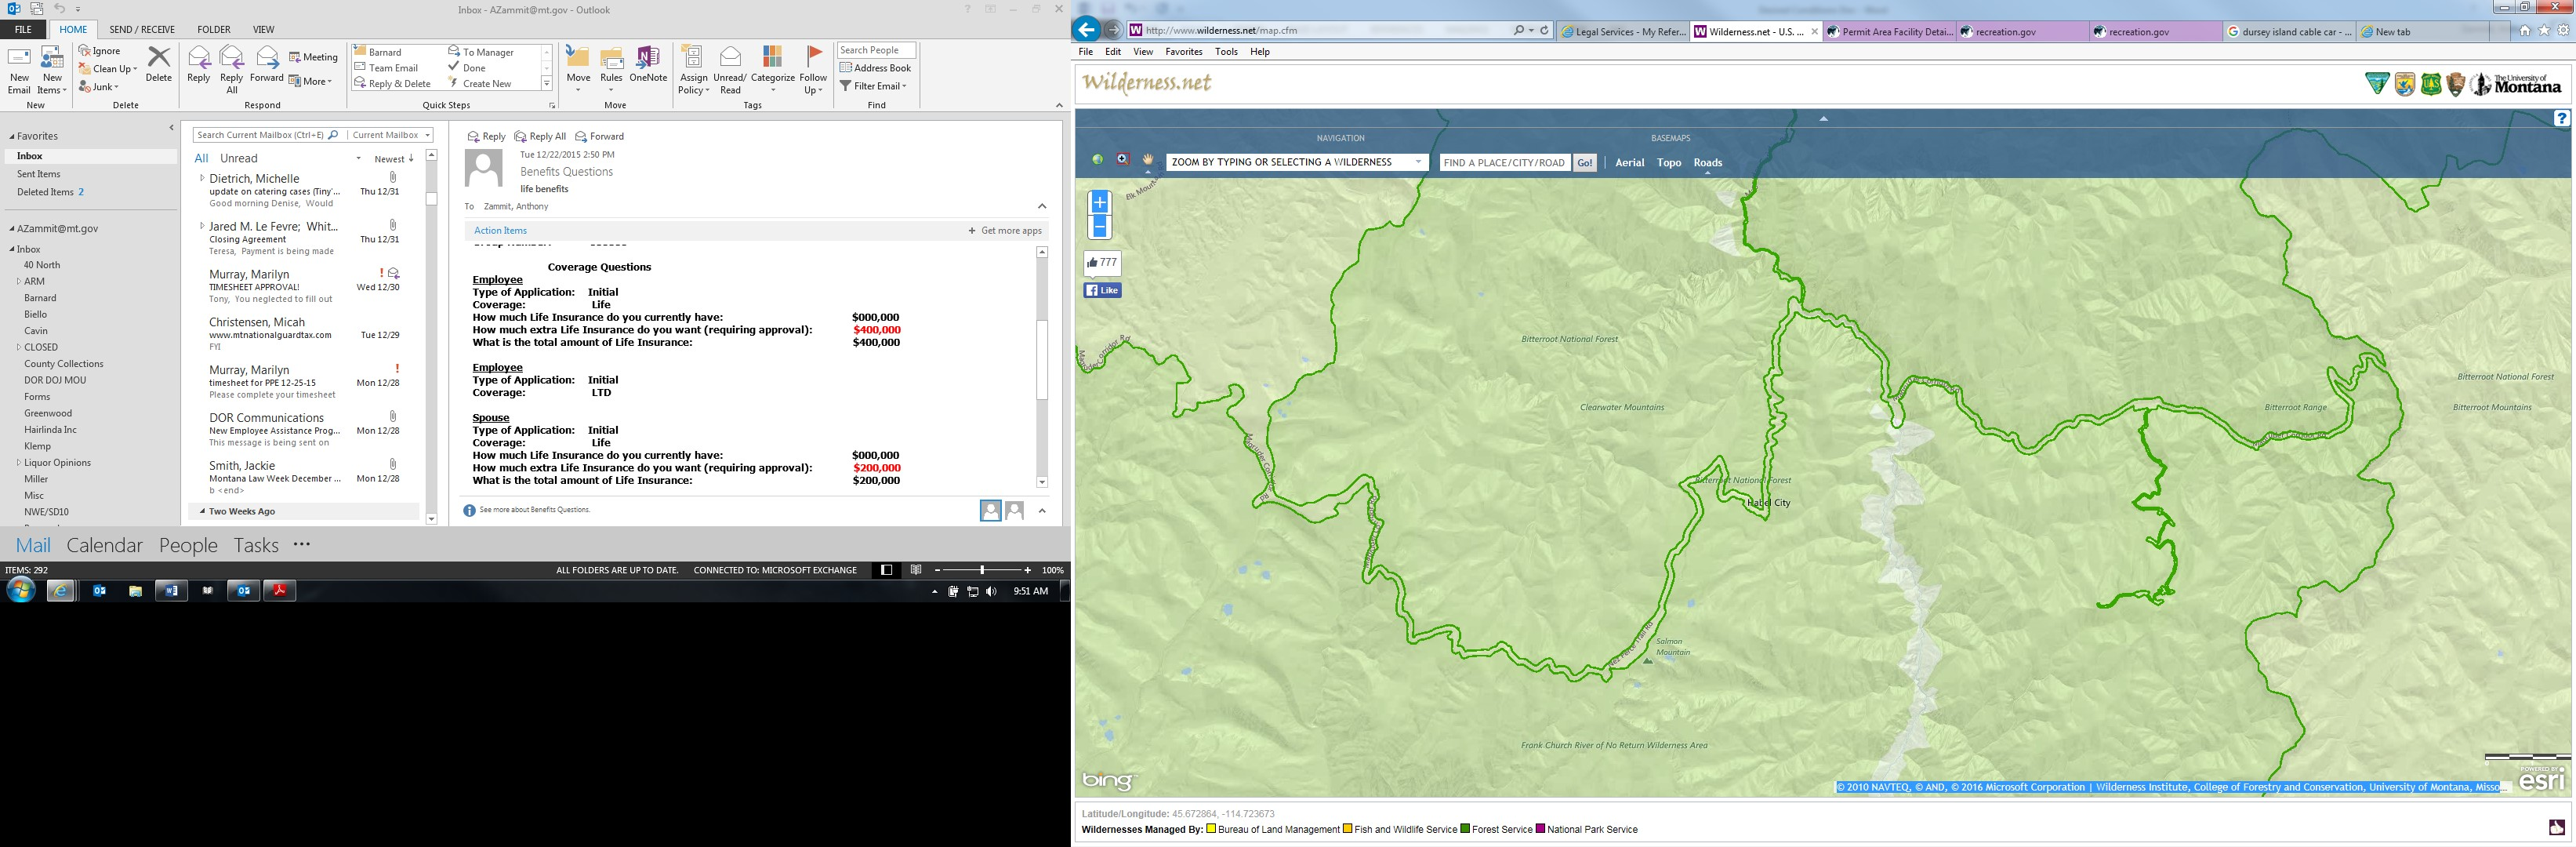 Inbox - AZammit@mt.gov - Outlook
FILE HOME SEND / RECEIVE FOLDER VIEW
New Email
New Items
Ignore
Clean Up
Junk
Delete
Reply
Reply All
Forward
Meeting
More
Barnard
Team Email
Reply & Delete
To Manager
Done
Create New
Move
Rules
OneNote
Assign Policy
Unread/ Read
Categorize
Follow Up
Search People
Address Book
Filter Email
New Delete Respond Quick Steps Move Tags Find
Favorites
Inbox
Sent Items
Deleted Items 2
AZammit@mt.gov
Inbox
40 North
ARM
Barnard
Biello
Cavin
CLOSED
County Collections
DOR DOJ MOU
Forms
Greenwood
Hairlinda Inc
Klemp
Liquor Opinions
Miller
Misc
NWE/SD10
Search Current Mailbox (Ctrl+E) Current Mailbox
All Unread Newest
Dietrich, Michelle
update on catering cases (Tiny'... Thu 12/31
Good morning Denise, Would
Jared M. Le Fevre; Whit...
Closing Agreement Thu 12/31
Teresa, Payment is being made
Murray, Marilyn
TIMESHEET APPROVAL! Wed 12/30
Tony, You neglected to fill out
Christensen, Micah
www.mtnationalguardtax.com Tue 12/29
FYI
Murray, Marilyn
timesheet for PPE 12-25-15 Mon 12/28
Please complete your timesheet
DOR Communications
New Employee Assistance Prog... Mon 12/28
This message is being sent on
Smith, Jackie
Montana Law Week December ... Mon 12/28
b <end>
Two Weeks Ago
Reply Reply All Forward
Tue 12/22/2015 2:50 PM
Benefits Questions
life benefits
To Zammit, Anthony
Action Items + Get more apps
Coverage Questions
Employee
Type of Application: Initial
Coverage: Life
How much Life Insurance do you currently have: $000,000
How much extra Life Insurance do you want (requiring approval): $400,000
What is the total amount of Life Insurance: $400,000
Employee
Type of Application: Initial
Coverage: LTD
Spouse
Type of Application: Initial
Coverage: Life
How much Life Insurance do you currently have: $000,000
How much extra Life Insurance do you want (requiring approval): $200,000
What is the total amount of Life Insurance: $200,000
See more about Benefits Questions.
Mail Calendar People Tasks ...
ITEMS: 292 ALL FOLDERS ARE UP TO DATE. CONNECTED TO: MICROSOFT EXCHANGE 100%
9:51 AM
http://www.wilderness.net/map.cfm
Legal Services - My Refer...
Wilderness.net - U.S. ...
Permit Area Facility Detai...
recreation.gov
recreation.gov
dursey island cable car - ...
New tab
File Edit View Favorites Tools Help
Wilderness.net
The University of
Montana
NAVIGATION BASEMAPS
ZOOM BY TYPING OR SELECTING A WILDERNESS
FIND A PLACE/CITY/ROAD Go!
Aerial Topo Roads
777
Like
Bitterroot National Forest
Clearwater Mountains
Bitterroot National Forest
Bitterroot Range
Bitterroot Mountains
Bitterroot National Forest
Salmon
Mountain
Nez Perce Trail Rd
Frank Church River of No Return Wilderness Area
bing
POWERED BY
esri
© 2010 NAVTEQ, © AND, © 2016 Microsoft Corporation | Wilderness Institute, College of Forestry and Conservation, University of Montana, Misso...
Latitude/Longitude: 45.672864, -114.723673
Wildernesses Managed By: Bureau of Land Management Fish and Wildlife Service Forest Service National Park Service